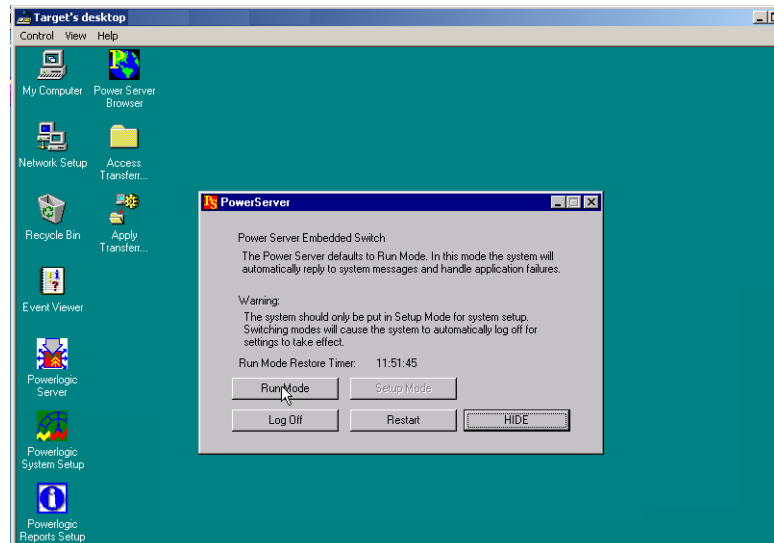 Target's desktop
Control View Help
My Computer
Power Server
Browser
Network Setup
Access
Transferr...
Recycle Bin
Apply
Transferr...
Event Viewer
Powerlogic
Server
Powerlogic
System Setup
Powerlogic
Reports Setup
PowerServer
Power Server Embedded Switch
The Power Server defaults to Run Mode. In this mode the system will
automatically reply to system messages and handle application failures.
Warning:
The system should only be put in Setup Mode for system setup.
Switching modes will cause the system to automatically log off for
settings to take effect.
Run Mode Restore Timer: 11:51:45
Run Mode Setup Mode
Log Off Restart HIDE